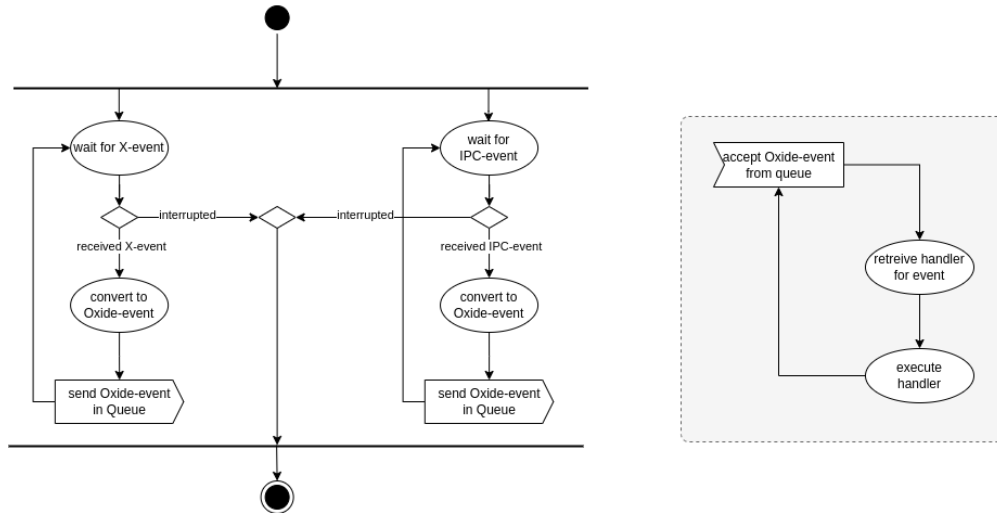 wait for X-event
wait for
IPC-event
interrupted
interrupted
received X-event
received IPC-event
convert to
Oxide-event
convert to
Oxide-event
send Oxide-event
in Queue
send Oxide-event
in Queue
accept Oxide-event
from queue
retreive handler
for event
execute
handler